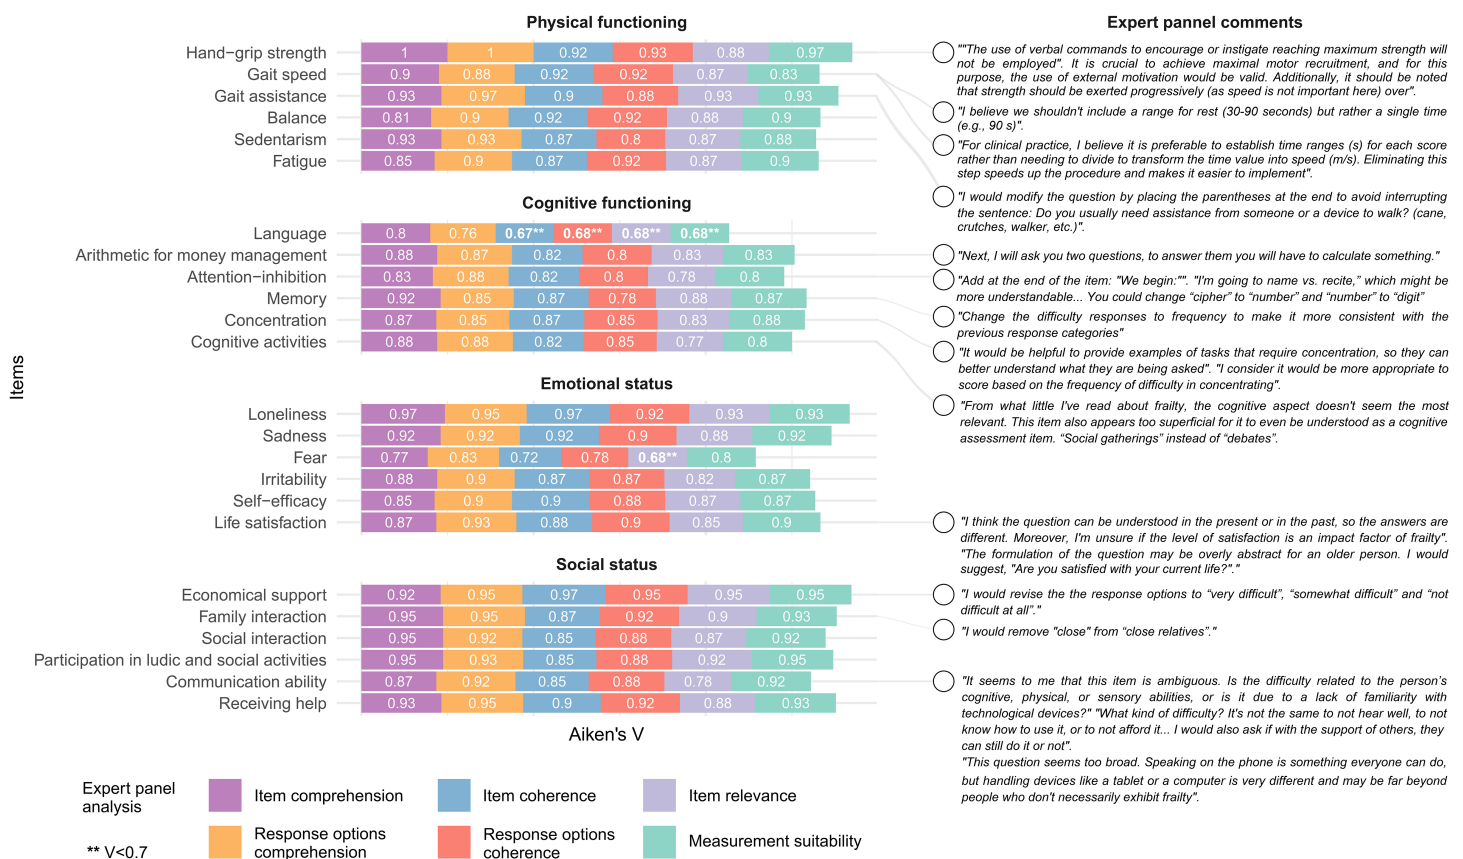 Physical functioning
Expert pannel comments
Hand−grip strength 1 1 0.92 0.93 0.88 0.97
Gait speed 0.9 0.88 0.92 0.92 0.87 0.83
Gait assistance 0.93 0.97 0.9 0.88 0.93 0.93
Balance 0.81 0.9 0.92 0.92 0.88 0.9
Sedentarism 0.93 0.93 0.87 0.8 0.87 0.88
Fatigue 0.85 0.9 0.87 0.92 0.87 0.9
""The use of verbal commands to encourage or instigate reaching maximum strength will
not be employed". It is crucial to achieve maximal motor recruitment, and for this
purpose, the use of external motivation would be valid. Additionally, it should be noted
that strength should be exerted progressively (as speed is not important here) over".
"I believe we shouldn't include a range for rest (30-90 seconds) but rather a single time
(e.g., 90 s)".
"For clinical practice, I believe it is preferable to establish time ranges (s) for each score
rather than needing to divide to transform the time value into speed (m/s). Eliminating this
step speeds up the procedure and makes it easier to implement".
"I would modify the question by placing the parentheses at the end to avoid interrupting
the sentence: Do you usually need assistance from someone or a device to walk? (cane,
crutches, walker, etc.)".
Cognitive functioning
Language 0.8 0.76 0.67** 0.68** 0.68** 0.68**
Arithmetic for money management 0.88 0.87 0.82 0.8 0.83 0.83
Attention−inhibition 0.83 0.88 0.82 0.8 0.78 0.8
Memory 0.92 0.85 0.87 0.78 0.88 0.87
Concentration 0.87 0.85 0.87 0.85 0.83 0.88
Cognitive activities 0.88 0.88 0.82 0.85 0.77 0.8
"Next, I will ask you two questions, to answer them you will have to calculate something."
"Add at the end of the item: "We begin:"". "I'm going to name vs. recite,” which might be
more understandable... You could change “cipher” to “number” and “number” to “digit”
"Change the difficulty responses to frequency to make it more consistent with the
previous response categories"
"It would be helpful to provide examples of tasks that require concentration, so they can
better understand what they are being asked". "I consider it would be more appropriate to
score based on the frequency of difficulty in concentrating".
"From what little I've read about frailty, the cognitive aspect doesn't seem the most
relevant. This item also appears too superficial for it to even be understood as a cognitive
assessment item. “Social gatherings” instead of “debates”.
Items
Emotional status
Loneliness 0.97 0.95 0.97 0.92 0.93 0.93
Sadness 0.92 0.92 0.92 0.9 0.88 0.92
Fear 0.77 0.83 0.72 0.78 0.68** 0.8
Irritability 0.88 0.9 0.87 0.87 0.82 0.87
Self−efficacy 0.85 0.9 0.9 0.88 0.87 0.87
Life satisfaction 0.87 0.93 0.88 0.9 0.85 0.9
"I think the question can be understood in the present or in the past, so the answers are
different. Moreover, I'm unsure if the level of satisfaction is an impact factor of frailty".
"The formulation of the question may be overly abstract for an older person. I would
suggest, "Are you satisfied with your current life?"."
Social status
Economical support 0.92 0.95 0.97 0.95 0.95 0.95
Family interaction 0.95 0.95 0.87 0.92 0.9 0.93
Social interaction 0.95 0.92 0.85 0.88 0.87 0.92
Participation in ludic and social activities 0.95 0.93 0.85 0.88 0.92 0.95
Communication ability 0.87 0.92 0.85 0.88 0.78 0.92
Receiving help 0.93 0.95 0.9 0.92 0.88 0.93
"I would revise the the response options to “very difficult”, “somewhat difficult” and “not
difficult at all”."
"I would remove "close" from “close relatives”."
"It seems to me that this item is ambiguous. Is the difficulty related to the person’s
cognitive, physical, or sensory abilities, or is it due to a lack of familiarity with
technological devices?" "What kind of difficulty? It's not the same to not hear well, to not
know how to use it, or to not afford it... I would also ask if with the support of others, they
can still do it or not".
"This question seems too broad. Speaking on the phone is something everyone can do,
but handling devices like a tablet or a computer is very different and may be far beyond
people who don't necessarily exhibit frailty".
Aiken's V
Expert panel
analysis
** V<0.7
Item comprehension
Item coherence
Item relevance
Response options
comprehension
Response options
coherence
Measurement suitability